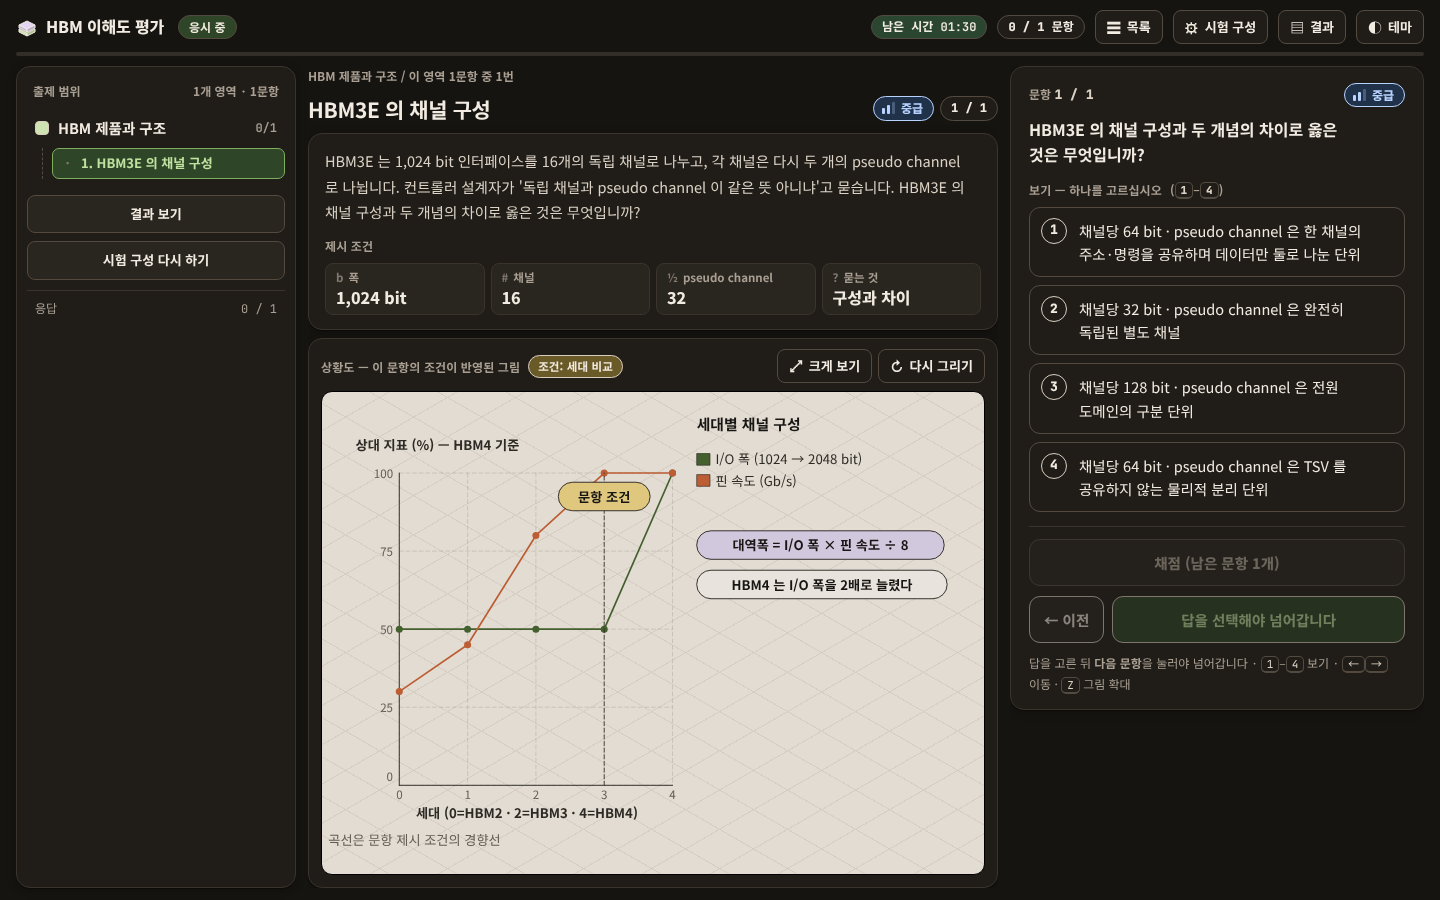 HBM 이해도 평가
응시 중
남은 시간 01:30
0 / 1 문항
목록
시험 구성
결과
테마
출제 범위
1개 영역 · 1문항
HBM 제품과 구조
0/1
1. HBM3E 의 채널 구성
결과 보기
시험 구성 다시 하기
응답
0 / 1
HBM 제품과 구조 / 이 영역 1문항 중 1번
HBM3E 의 채널 구성
중급
1 / 1
HBM3E 는 1,024 bit 인터페이스를 16개의 독립 채널로 나누고, 각 채널은 다시 두 개의 pseudo channel
로 나뉩니다. 컨트롤러 설계자가 '독립 채널과 pseudo channel 이 같은 뜻 아니냐'고 묻습니다. HBM3E 의
채널 구성과 두 개념의 차이로 옳은 것은 무엇입니까?
제시 조건
b 폭
1,024 bit
# 채널
16
½ pseudo channel
32
? 묻는 것
구성과 차이
상황도 — 이 문항의 조건이 반영된 그림
조건: 세대 비교
크게 보기
다시 그리기
상대 지표 (%) — HBM4 기준
100
75
50
25
0
문항 조건
0
1
2
3
4
세대 (0=HBM2 · 2=HBM3 · 4=HBM4)
곡선은 문항 제시 조건의 경향선
세대별 채널 구성
I/O 폭 (1024 → 2048 bit)
핀 속도 (Gb/s)
대역폭 = I/O 폭 × 핀 속도 ÷ 8
HBM4 는 I/O 폭을 2배로 늘렸다
문항 1 / 1
중급
HBM3E 의 채널 구성과 두 개념의 차이로 옳은
것은 무엇입니까?
보기 — 하나를 고르십시오 (1–4)
1
채널당 64 bit · pseudo channel 은 한 채널의
주소·명령을 공유하며 데이터만 둘로 나눈 단위
2
채널당 32 bit · pseudo channel 은 완전히
독립된 별도 채널
3
채널당 128 bit · pseudo channel 은 전원
도메인의 구분 단위
4
채널당 64 bit · pseudo channel 은 TSV 를
공유하지 않는 물리적 분리 단위
채점 (남은 문항 1개)
← 이전
답을 선택해야 넘어갑니다
답을 고른 뒤 다음 문항을 눌러야 넘어갑니다 · 1–4 보기 · ← →
이동 · Z 그림 확대